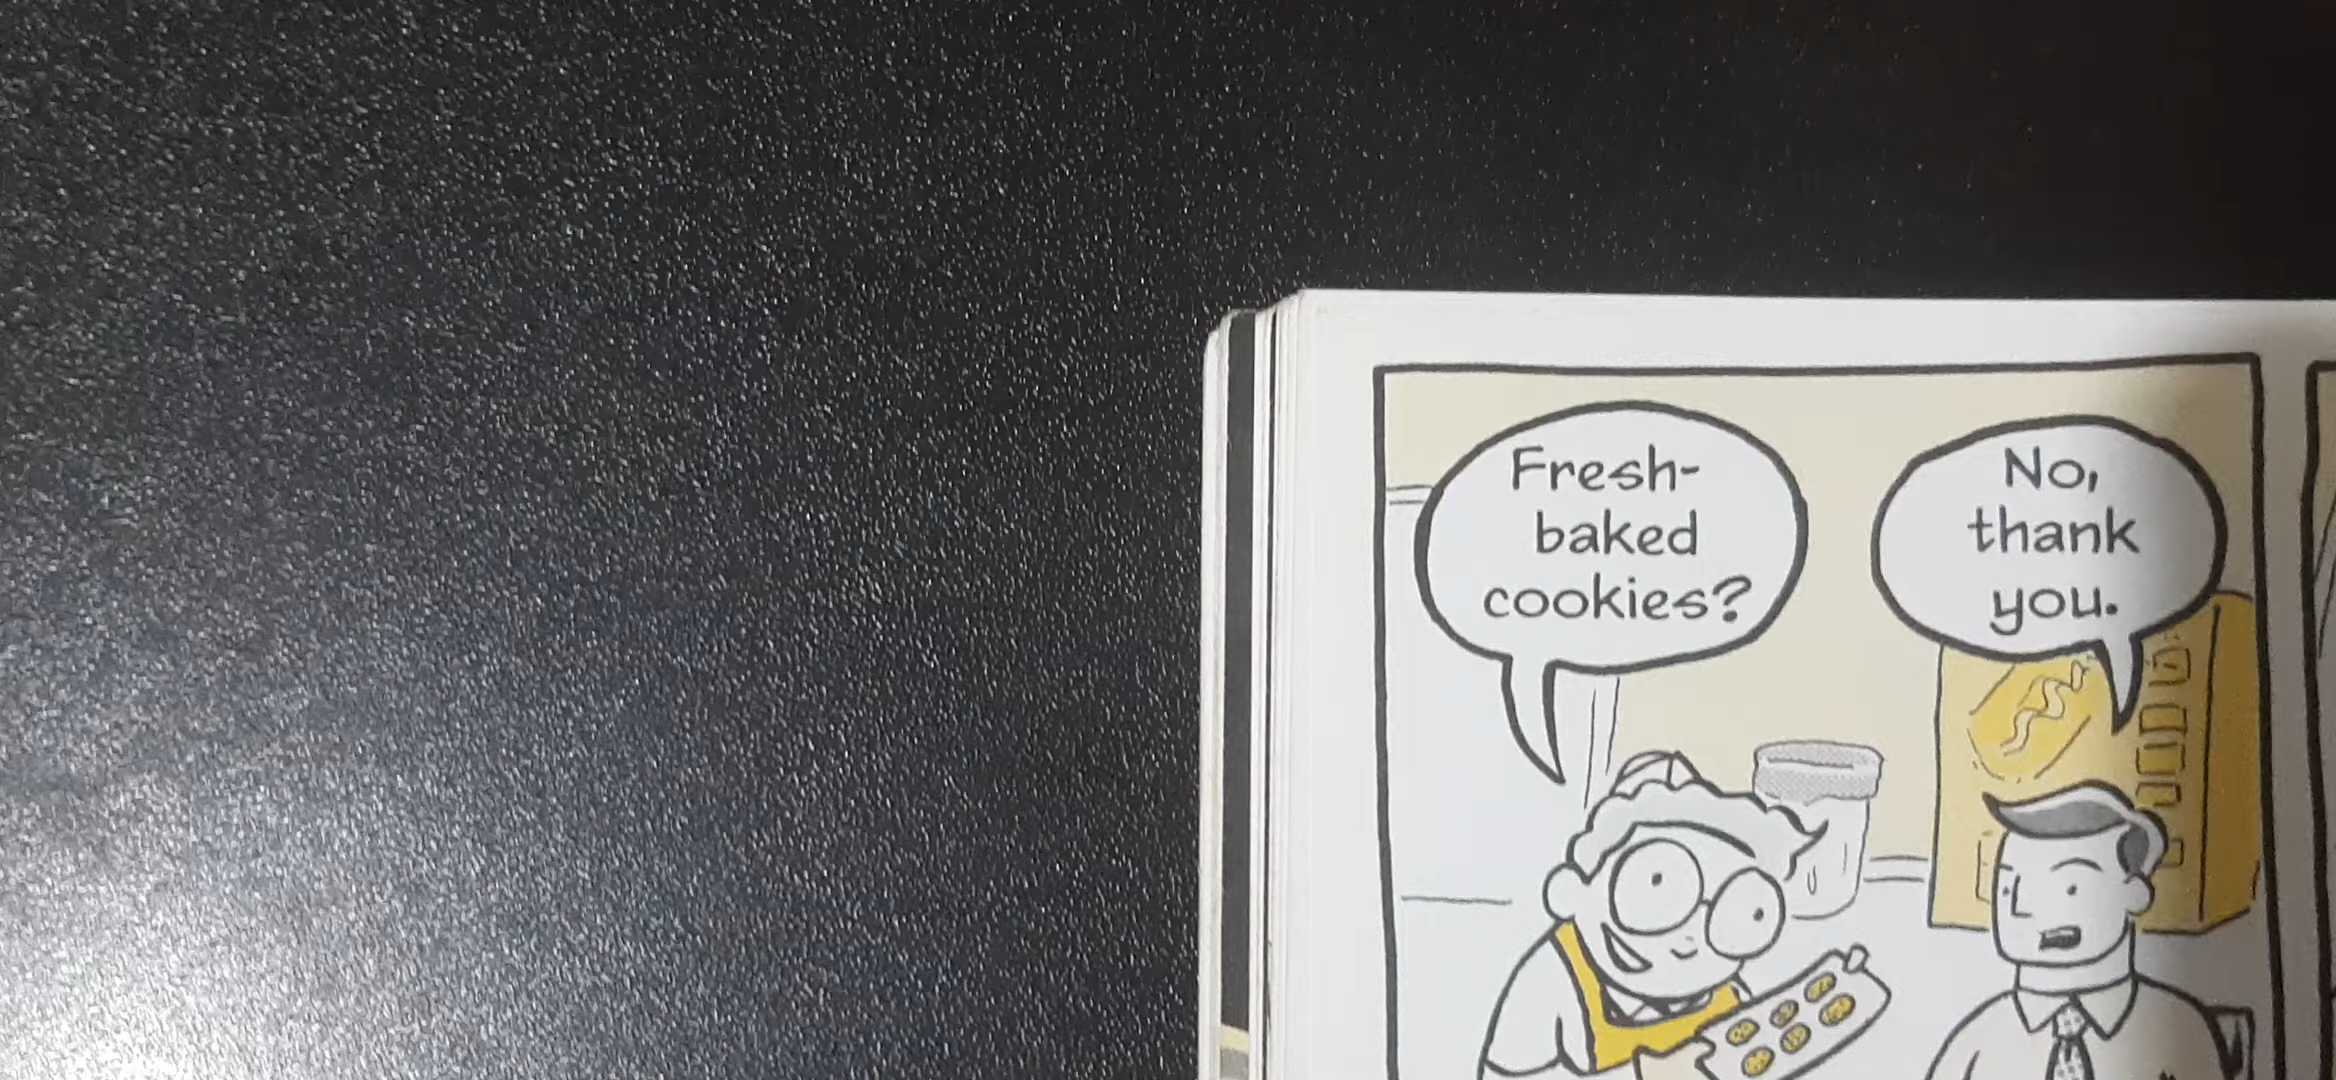 Fresh-
baked
cookies?
No,
thank
you.